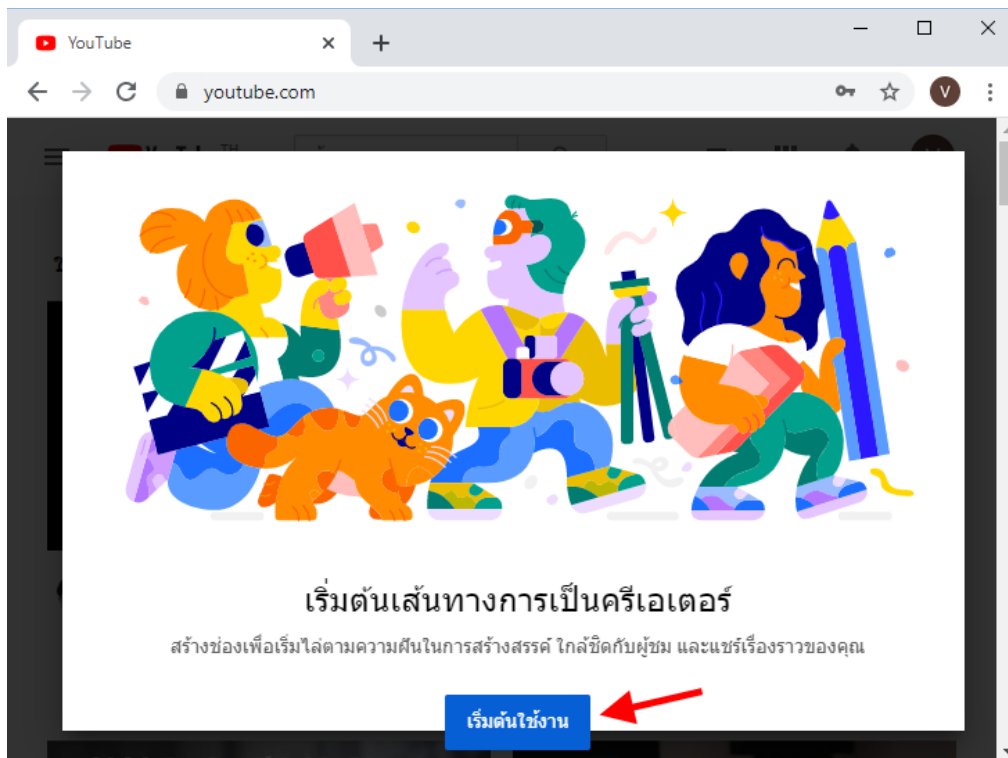 YouTube
youtube.com
V
TH
เริ่มต้นเส้นทางการเป็นครีเอเตอร์
สร้างช่องเพื่อเริ่มไล่ตามความฝันในการสร้างสรรค์ ใกล้ชิดกับผู้ชม และแชร์เรื่องราวของคุณ
เริ่มต้นใช้งาน